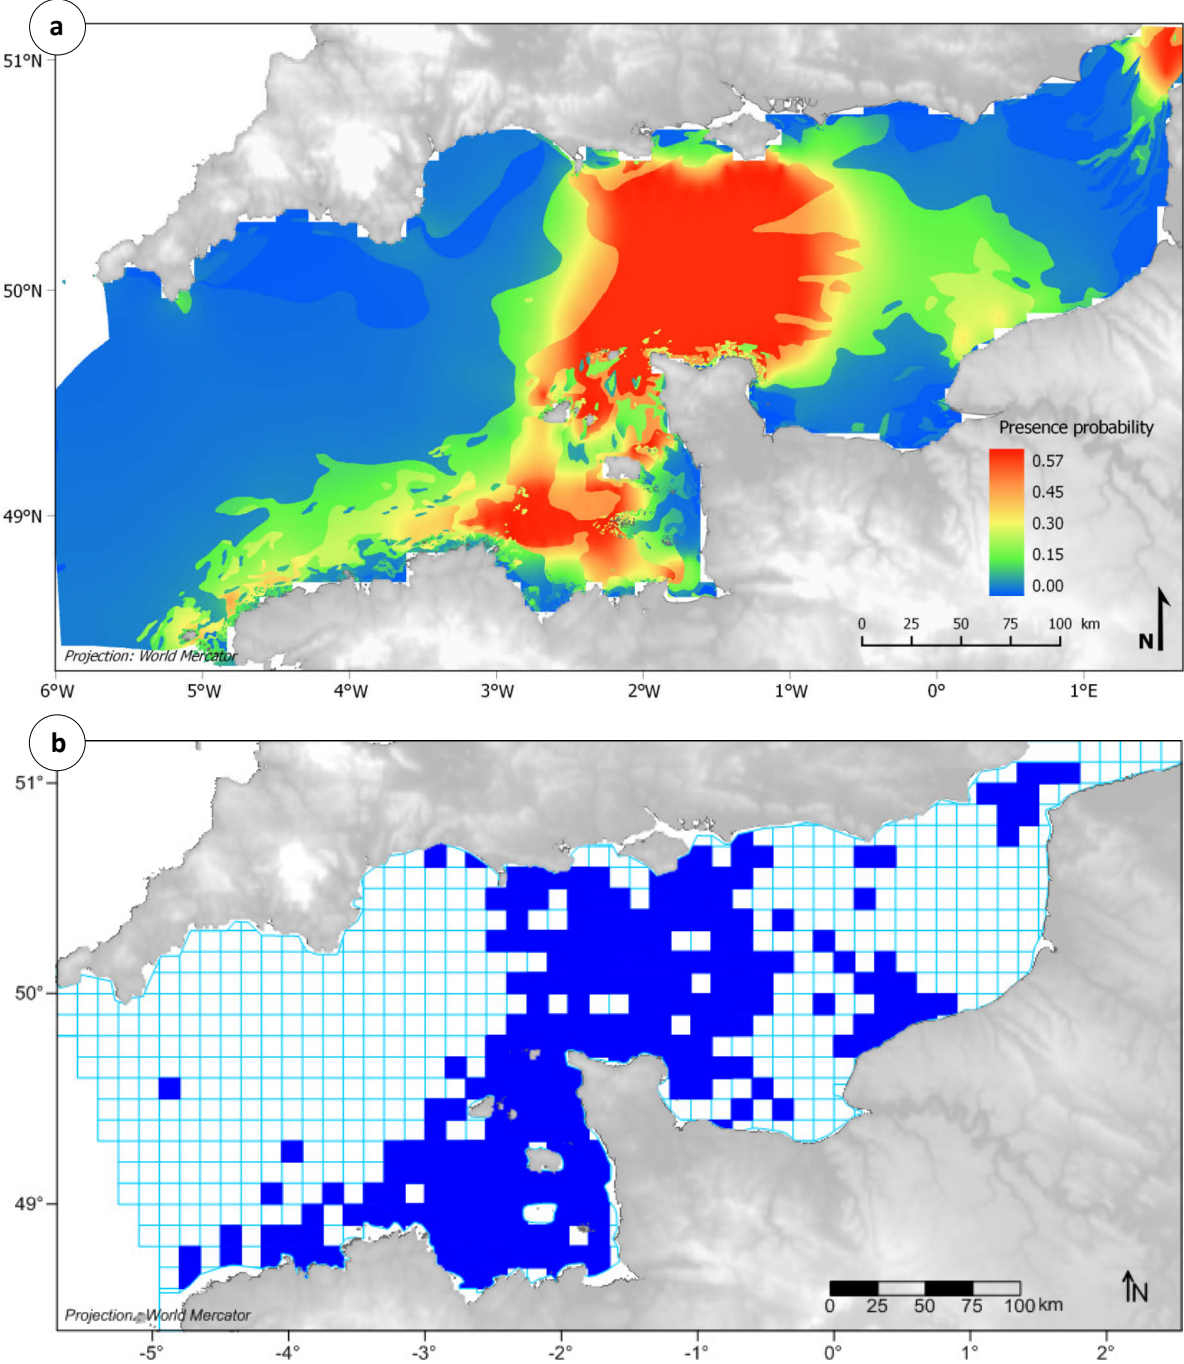 a
51°N
50°N
49°N
Presence probability
0.57
0.45
0.30
0.15
0.00
0 25 50 75 100 km
N
Projection: World Mercator
6°W 5°W 4°W 3°W 2°W 1°W 0° 1°E
b
51°
50°
49°
0 25 50 75 100 km
N
Projection: World Mercator
-5° -4° -3° -2° -1° 0° 1° 2°